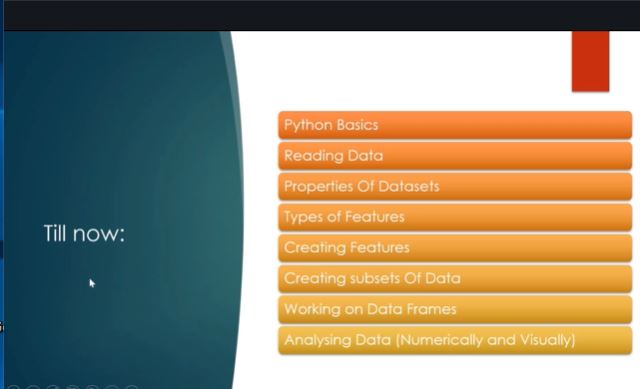 Till now:
Python Basics
Reading Data
Properties Of Datasets
Types of Features
Creating Features
Creating subsets Of Data
Working on Data Frames
Analysing Data (Numerically and Visually)